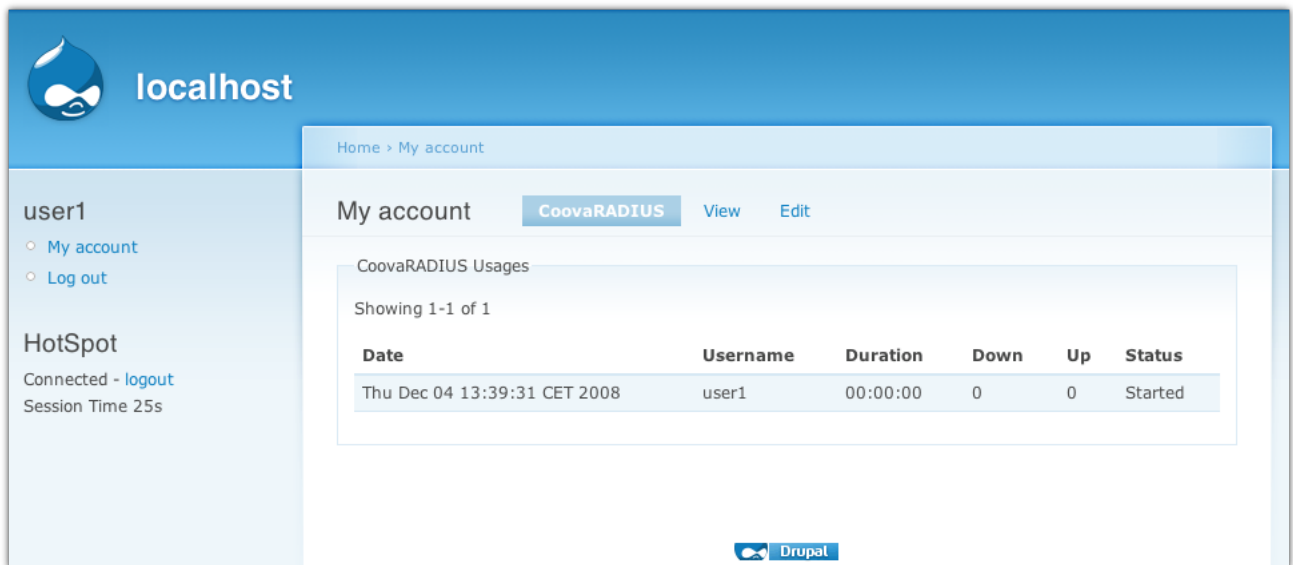 localhost
Home › My account
user1
My account
Log out
HotSpot
Connected - logout
Session Time 25s
My account CoovaRADIUS View Edit
CoovaRADIUS Usages
Showing 1-1 of 1
Date Username Duration Down Up Status
Thu Dec 04 13:39:31 CET 2008 user1 00:00:00 0 0 Started
Drupal